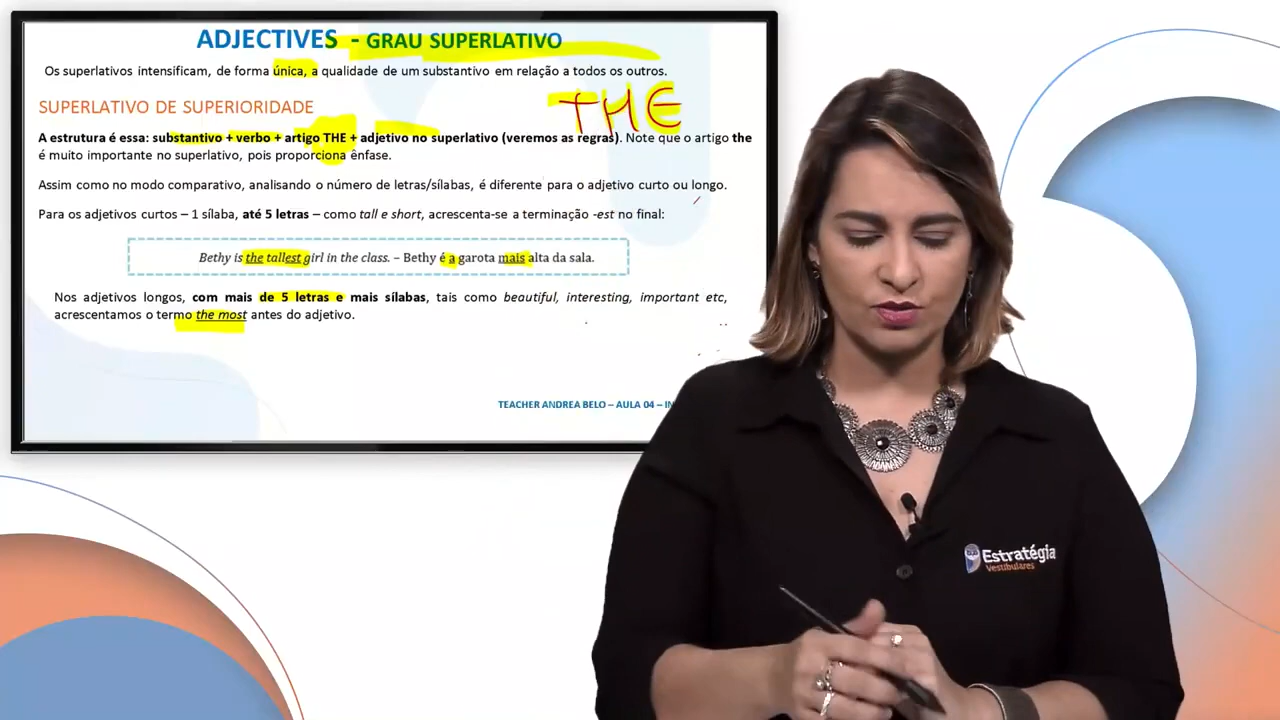 ADJECTIVES - GRAU SUPERLATIVO
Os superlativos intensificam, de forma única, a qualidade de um substantivo em relação a todos os outros.
THE
SUPERLATIVO DE SUPERIORIDADE
A estrutura é essa: substantivo + verbo + artigo THE + adjetivo no superlativo (veremos as regras). Note que o artigo the
é muito importante no superlativo, pois proporciona ênfase.
Assim como no modo comparativo, analisando o número de letras/sílabas, é diferente para o adjetivo curto ou longo.
Para os adjetivos curtos – 1 sílaba, até 5 letras – como tall e short, acrescenta-se a terminação -est no final:
Bethy is the tallest girl in the class. – Bethy é a garota mais alta da sala.
Nos adjetivos longos, com mais de 5 letras e mais sílabas, tais como beautiful, interesting, important etc,
acrescentamos o termo the most antes do adjetivo.
TEACHER ANDREA BELO – AULA 04 –
Estratégia
Vestibulares